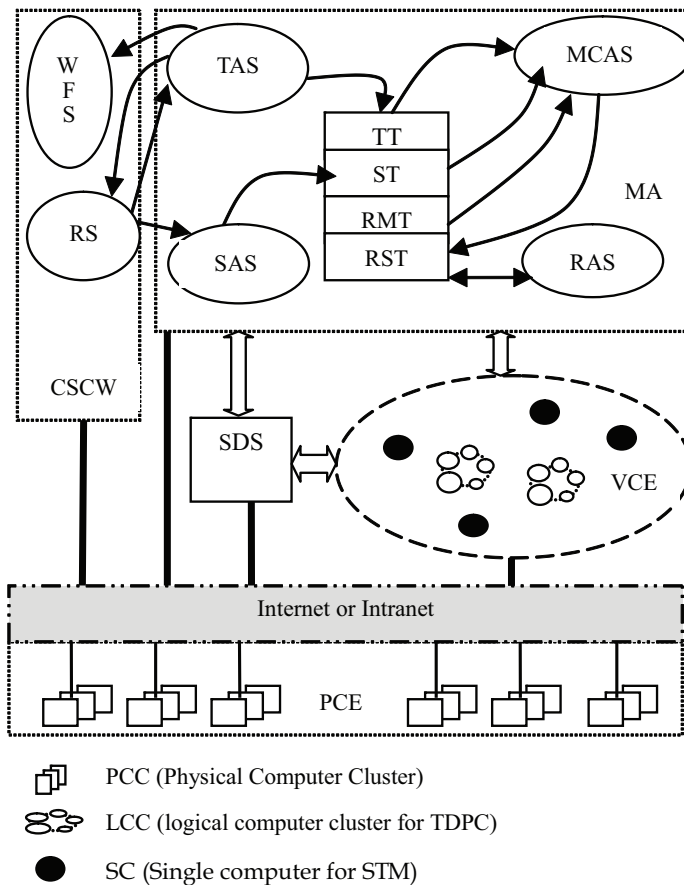 W
F
S
TAS
MCAS
TT
ST
RMT
RST
MA
RS
SAS
RAS
CSCW
SDS
VCE
Internet or Intranet
PCE
PCC (Physical Computer Cluster)
LCC (logical computer cluster for TDPC)
SC (Single computer for STM)